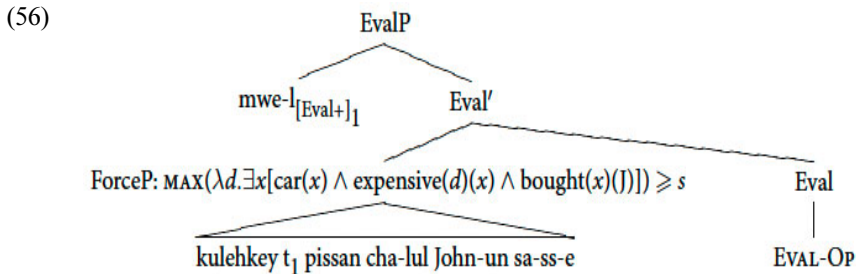 (56)
EvalP
mwe-l[Eval+]1 Eval′
ForceP: MAX(λd.∃x[car(x) ∧ expensive(d)(x) ∧ bought(x)(J)]) ⩾ s Eval
kulehkey t1 pissan cha-lul John-un sa-ss-e EVAL-OP